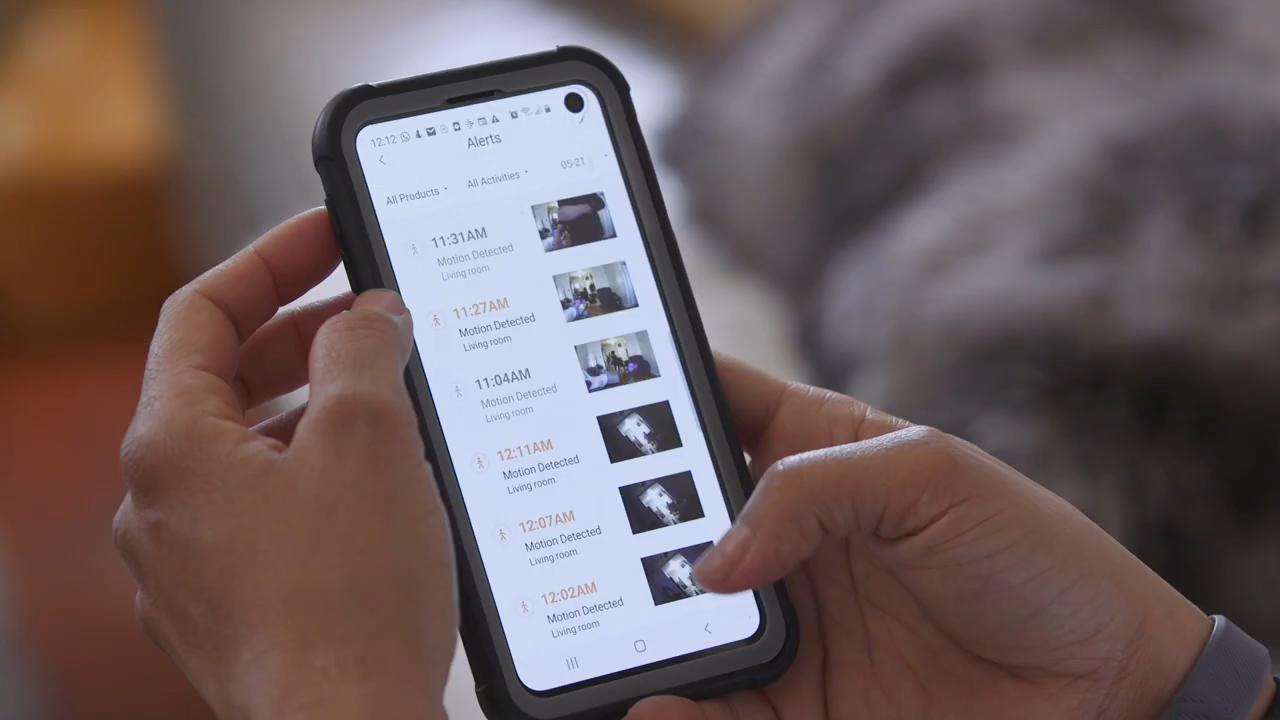 12:12
Alerts
All Products
All Activities
05-21
11:31AM
Motion Detected
Living room
11:27AM
Motion Detected
Living room
11:04AM
Motion Detected
Living room
12:11AM
Motion Detected
Living room
12:07AM
Motion Detected
Living room
12:02AM
Motion Detected
Living room